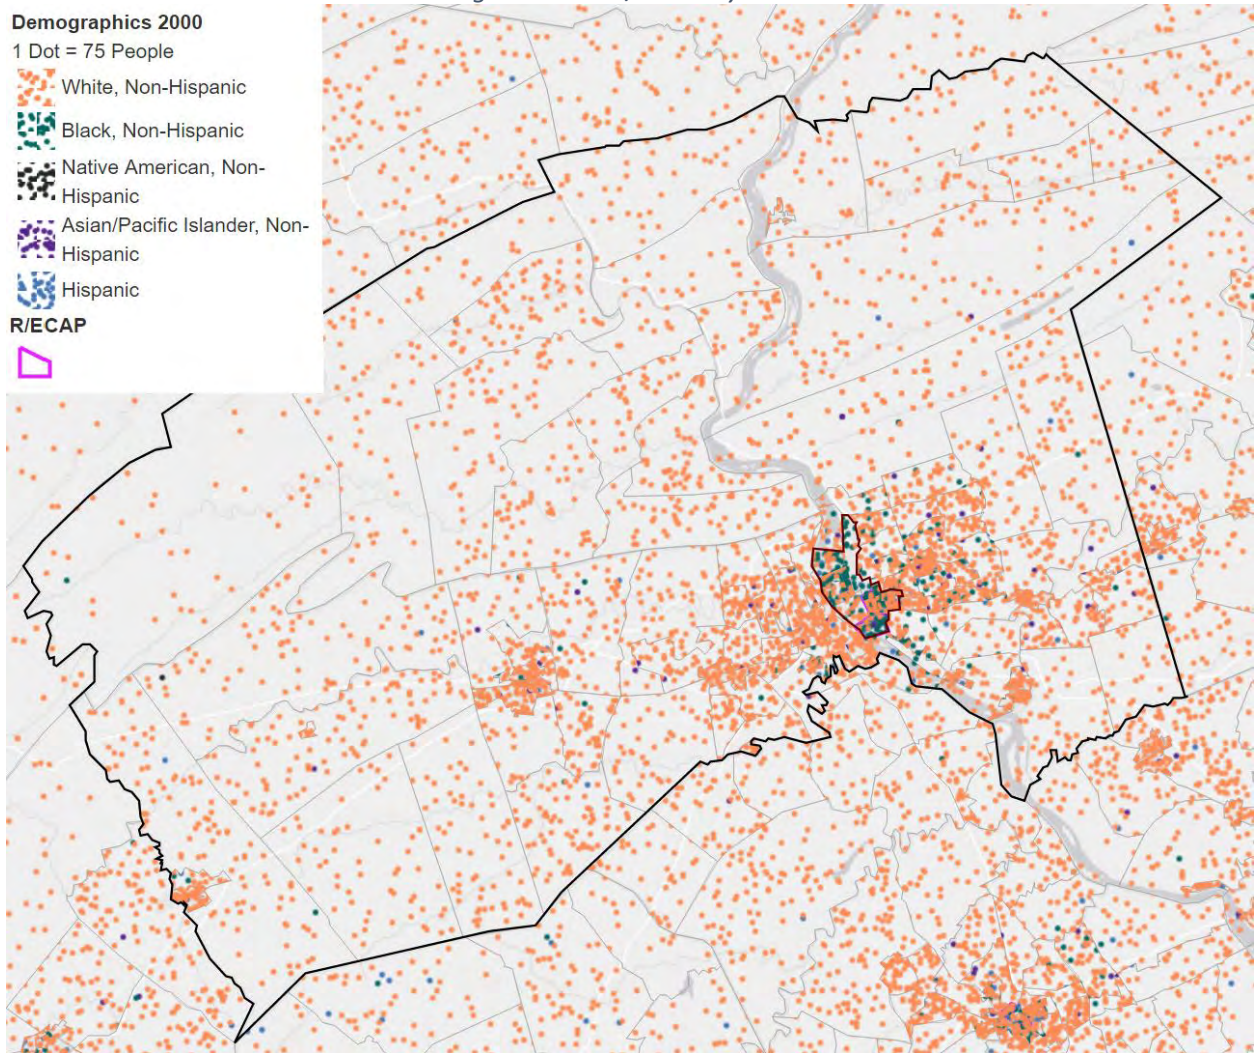 Demographics 2000
1 Dot = 75 People
White, Non-Hispanic
Black, Non-Hispanic
Native American, Non-
Hispanic
Asian/Pacific Islander, Non-
Hispanic
Hispanic
R/ECAP